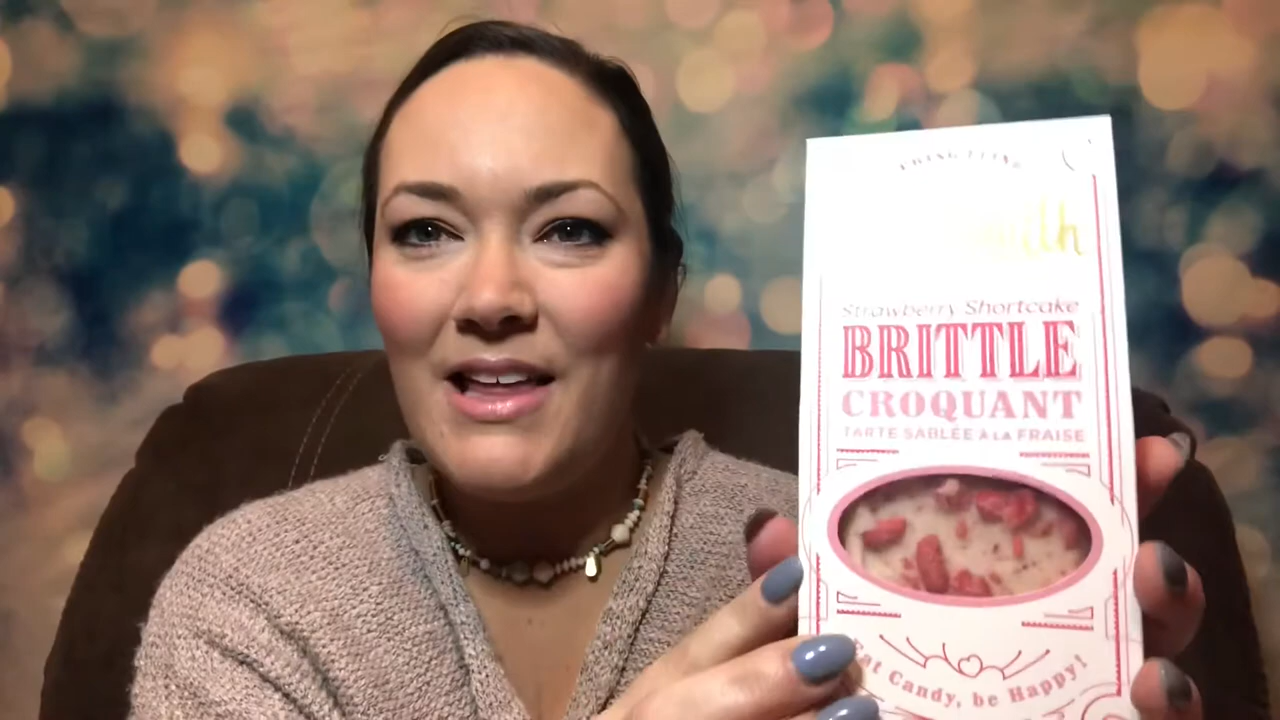 Strawberry Shortcake
BRITTLE
CROQUANT
TARTE SABLÉE À LA FRAISE
Eat Candy, be Happy!